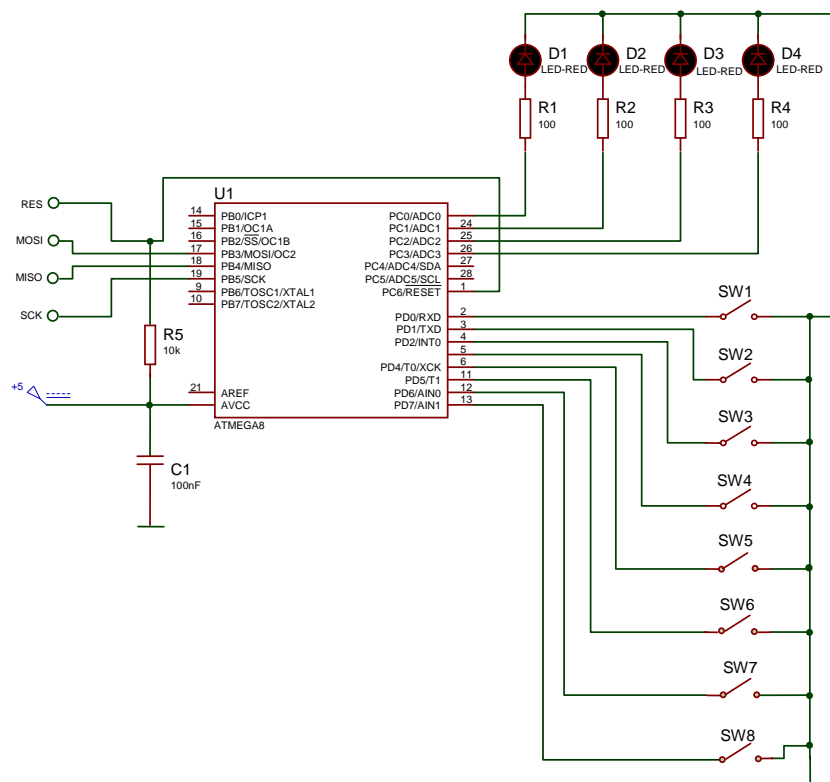 D1
LED-RED
D2
LED-RED
D3
LED-RED
D4
LED-RED
R1
100
R2
100
R3
100
R4
100
RES
MOSI
MISO
SCK
U1
14
PB0/ICP1
15
PB1/OC1A
16
PB2/SS/OC1B
17
PB3/MOSI/OC2
18
PB4/MISO
19
PB5/SCK
9
PB6/TOSC1/XTAL1
10
PB7/TOSC2/XTAL2
21
AREF
AVCC
PC0/ADC0
PC1/ADC1
24
PC2/ADC2
25
PC3/ADC3
26
PC4/ADC4/SDA
27
PC5/ADC5/SCL
28
PC6/RESET
1
PD0/RXD
2
PD1/TXD
3
PD2/INT0
4
5
PD4/T0/XCK
6
PD5/T1
11
PD6/AIN0
12
PD7/AIN1
13
ATMEGA8
R5
10k
+5
C1
100nF
SW1
SW2
SW3
SW4
SW5
SW6
SW7
SW8